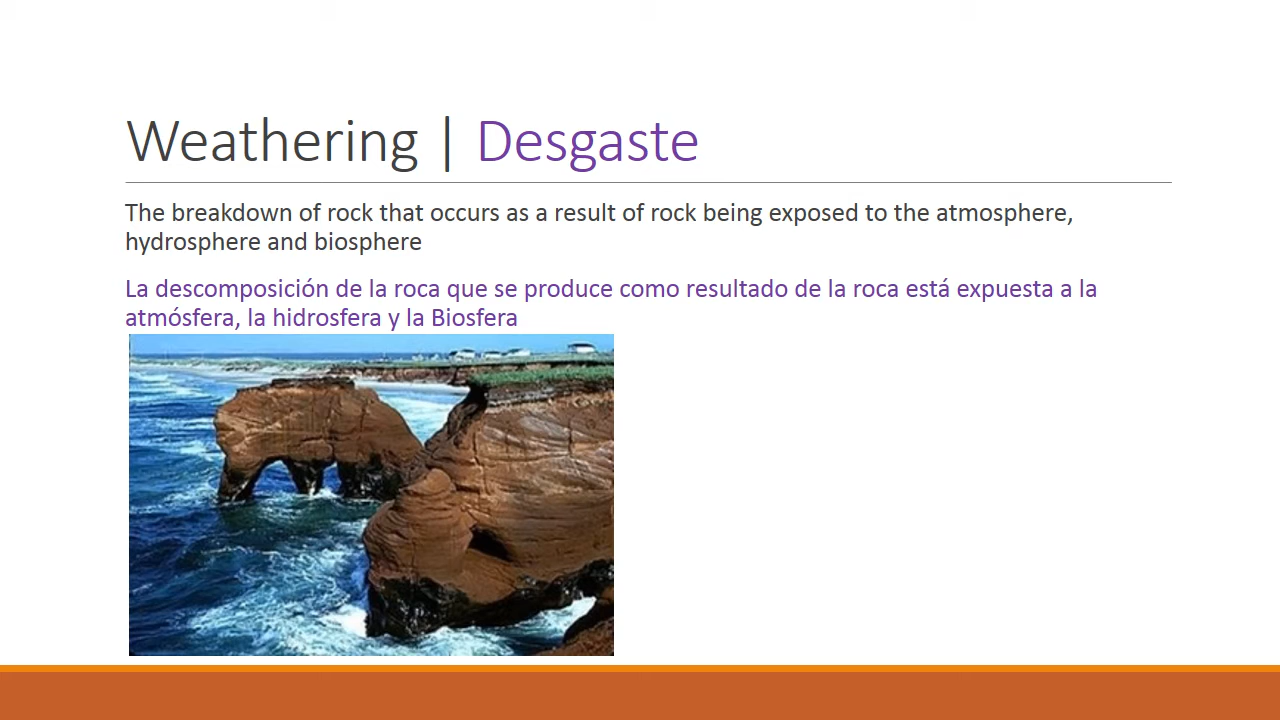 Weathering | Desgaste
The breakdown of rock that occurs as a result of rock being exposed to the atmosphere,
hydrosphere and biosphere
La descomposición de la roca que se produce como resultado de la roca está expuesta a la
atmósfera, la hidrosfera y la Biosfera